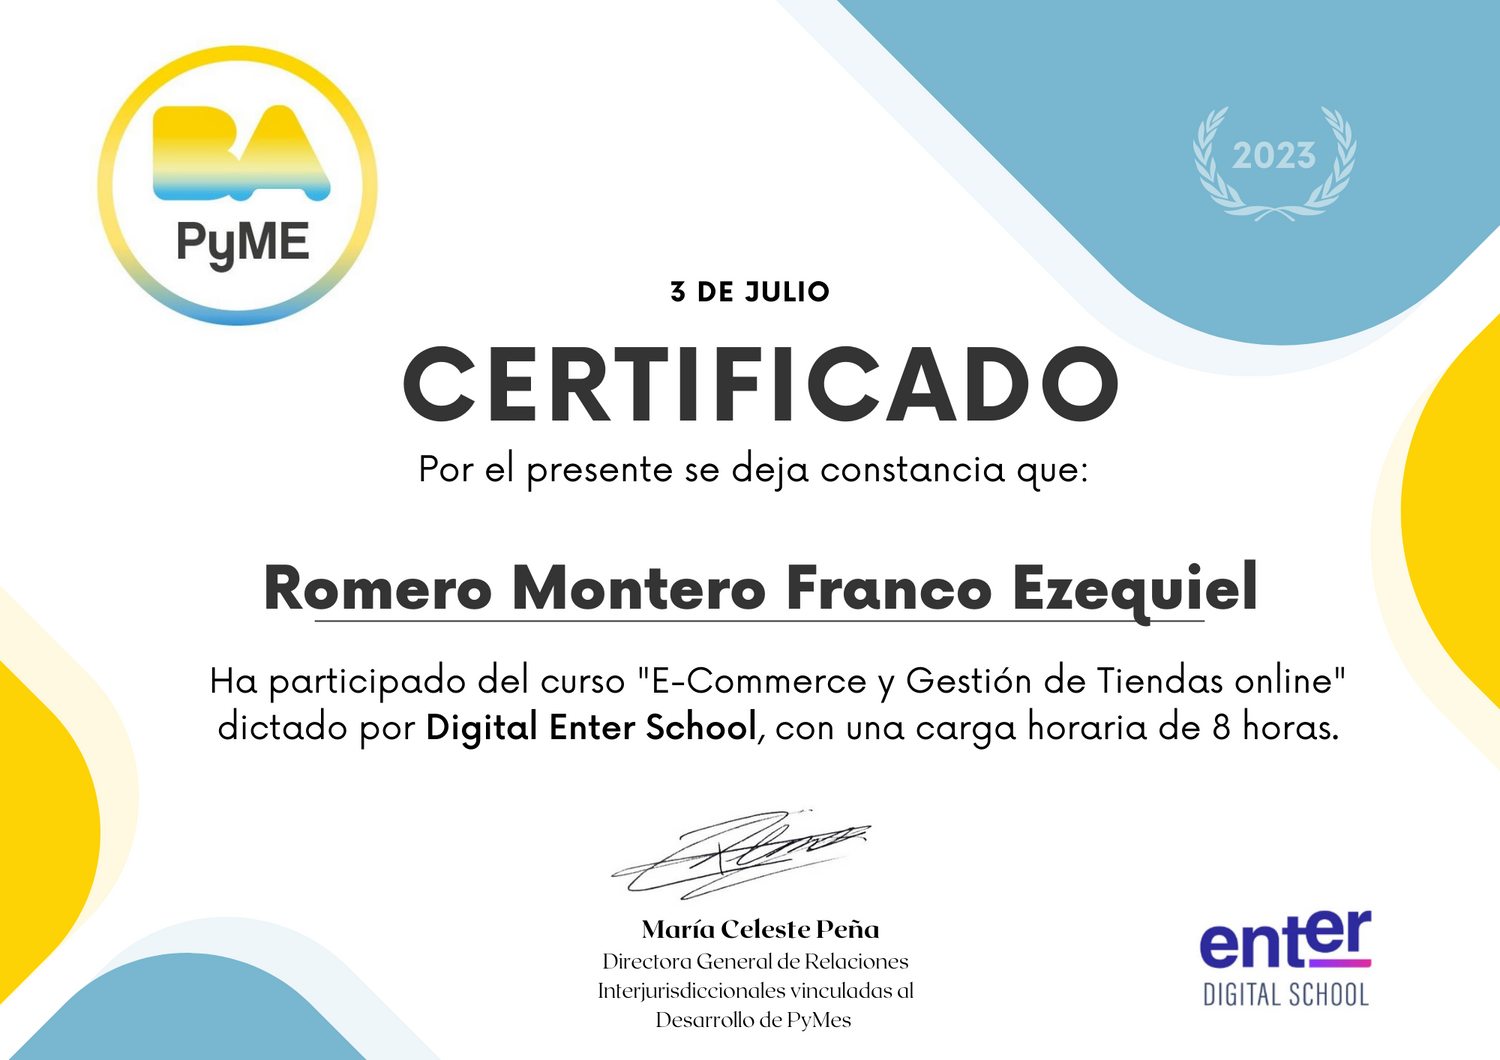 BA
PyME
2023
3 DE JULIO
CERTIFICADO
Por el presente se deja constancia que:
Romero Montero Franco Ezequiel
Ha participado del curso "E-Commerce y Gestión de Tiendas online"
dictado por Digital Enter School, con una carga horaria de 8 horas.
María Celeste Peña
Directora General de Relaciones
Interjurisdiccionales vinculadas al
Desarrollo de PyMes
enter
DIGITAL SCHOOL